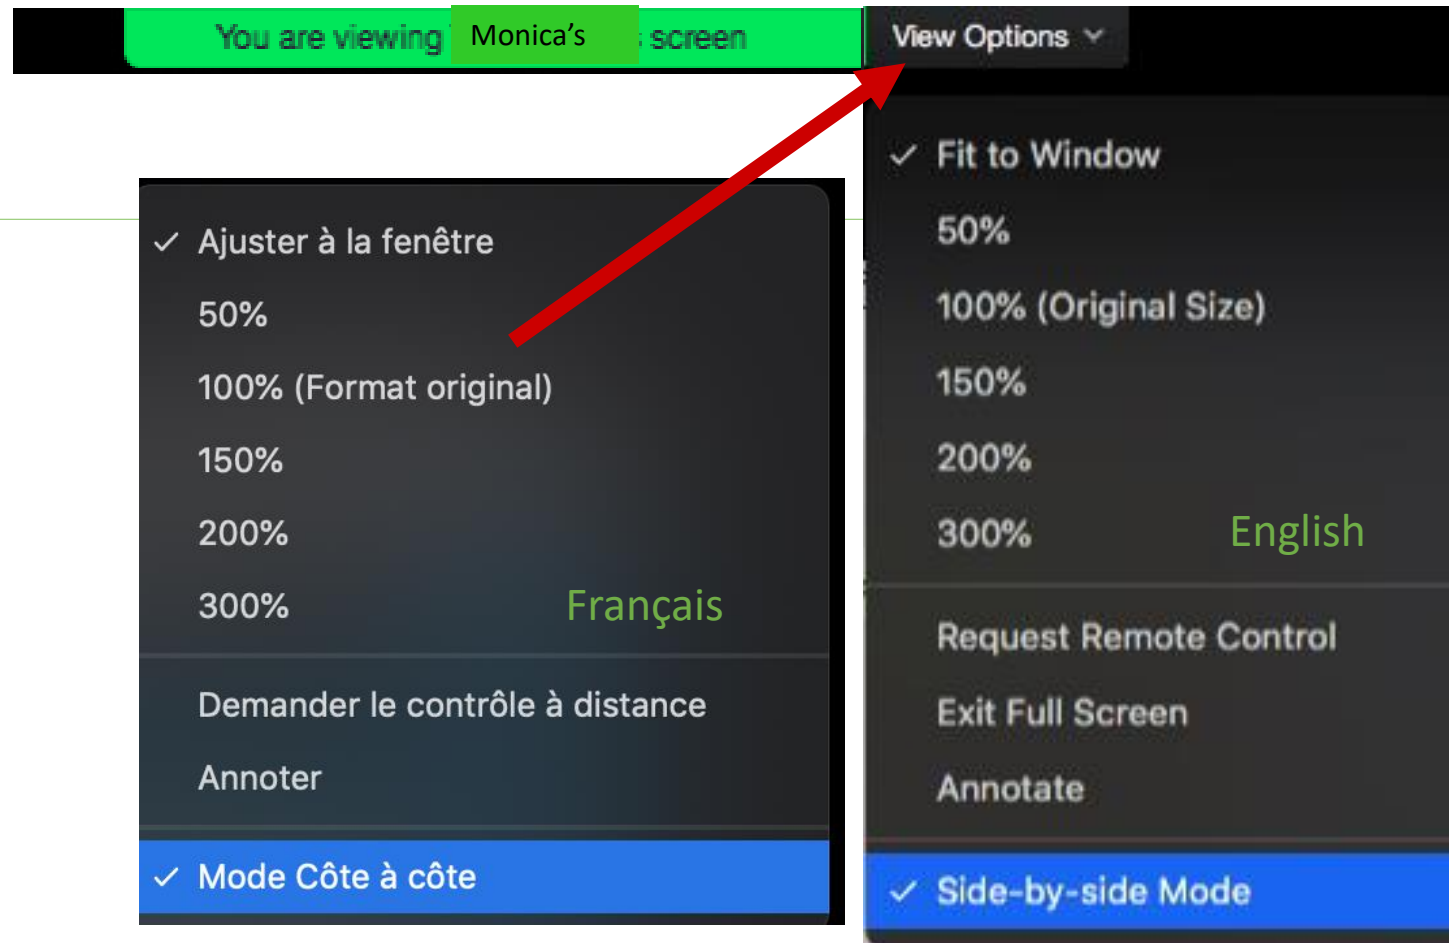 You are viewing Monica's screen
View Options
✓ Ajuster à la fenêtre
50%
100% (Format original)
150%
200%
300%
Français
Demander le contrôle à distance
Annoter
✓ Mode Côte à côte
✓ Fit to Window
50%
100% (Original Size)
150%
200%
300%
English
Request Remote Control
Exit Full Screen
Annotate
✓ Side-by-side Mode